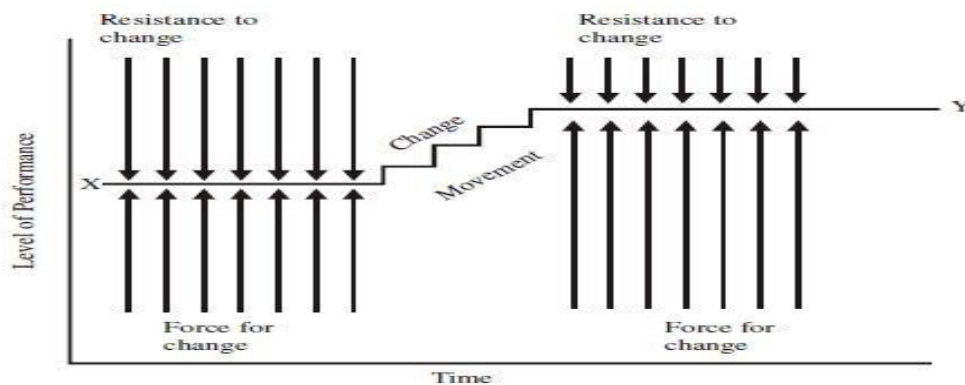 Resistance to
change
Resistance to
change
Y
Change
Movement
X
Level of Performance
Force for
change
Force for
change
Time